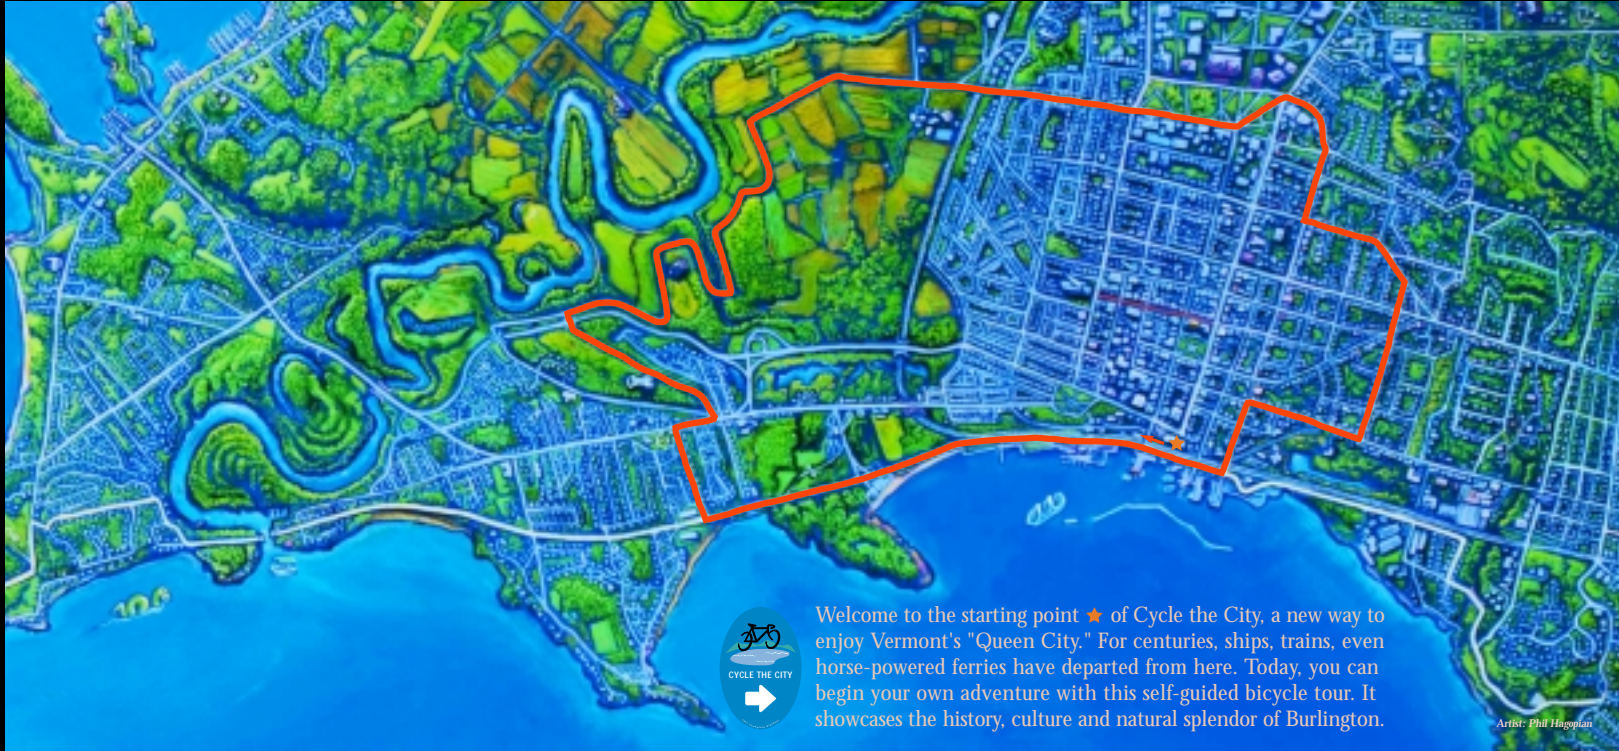 Welcome to the starting point ★ of Cycle the City, a new way to
enjoy Vermont's "Queen City." For centuries, ships, trains, even
horse-powered ferries have departed from here. Today, you can
begin your own adventure with this self-guided bicycle tour. It
showcases the history, culture and natural splendor of Burlington.
CYCLE THE CITY
Artist: Phil Hagopian